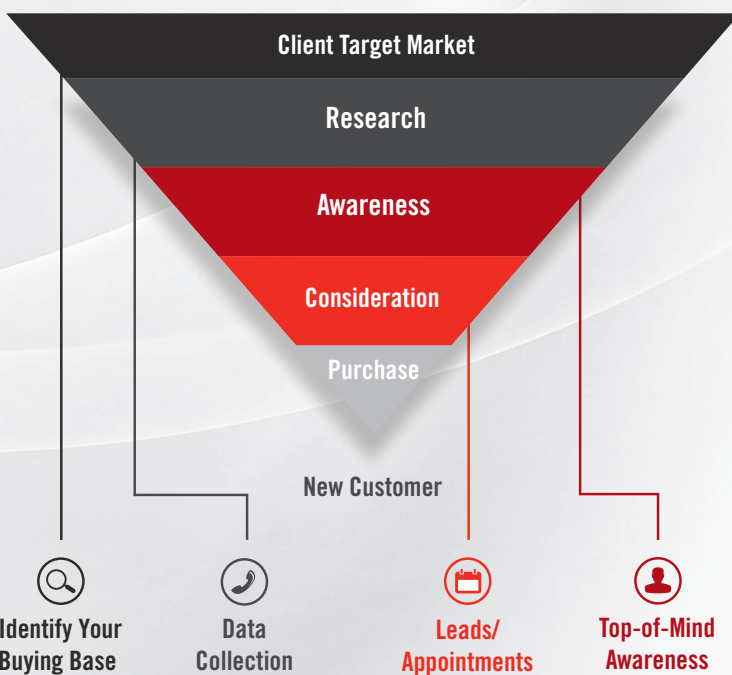 Client Target Market
Research
Awareness
Consideration
Purchase
New Customer
Identify Your
Buying Base
Data
Collection
Leads/
Appointments
Top-of-Mind
Awareness